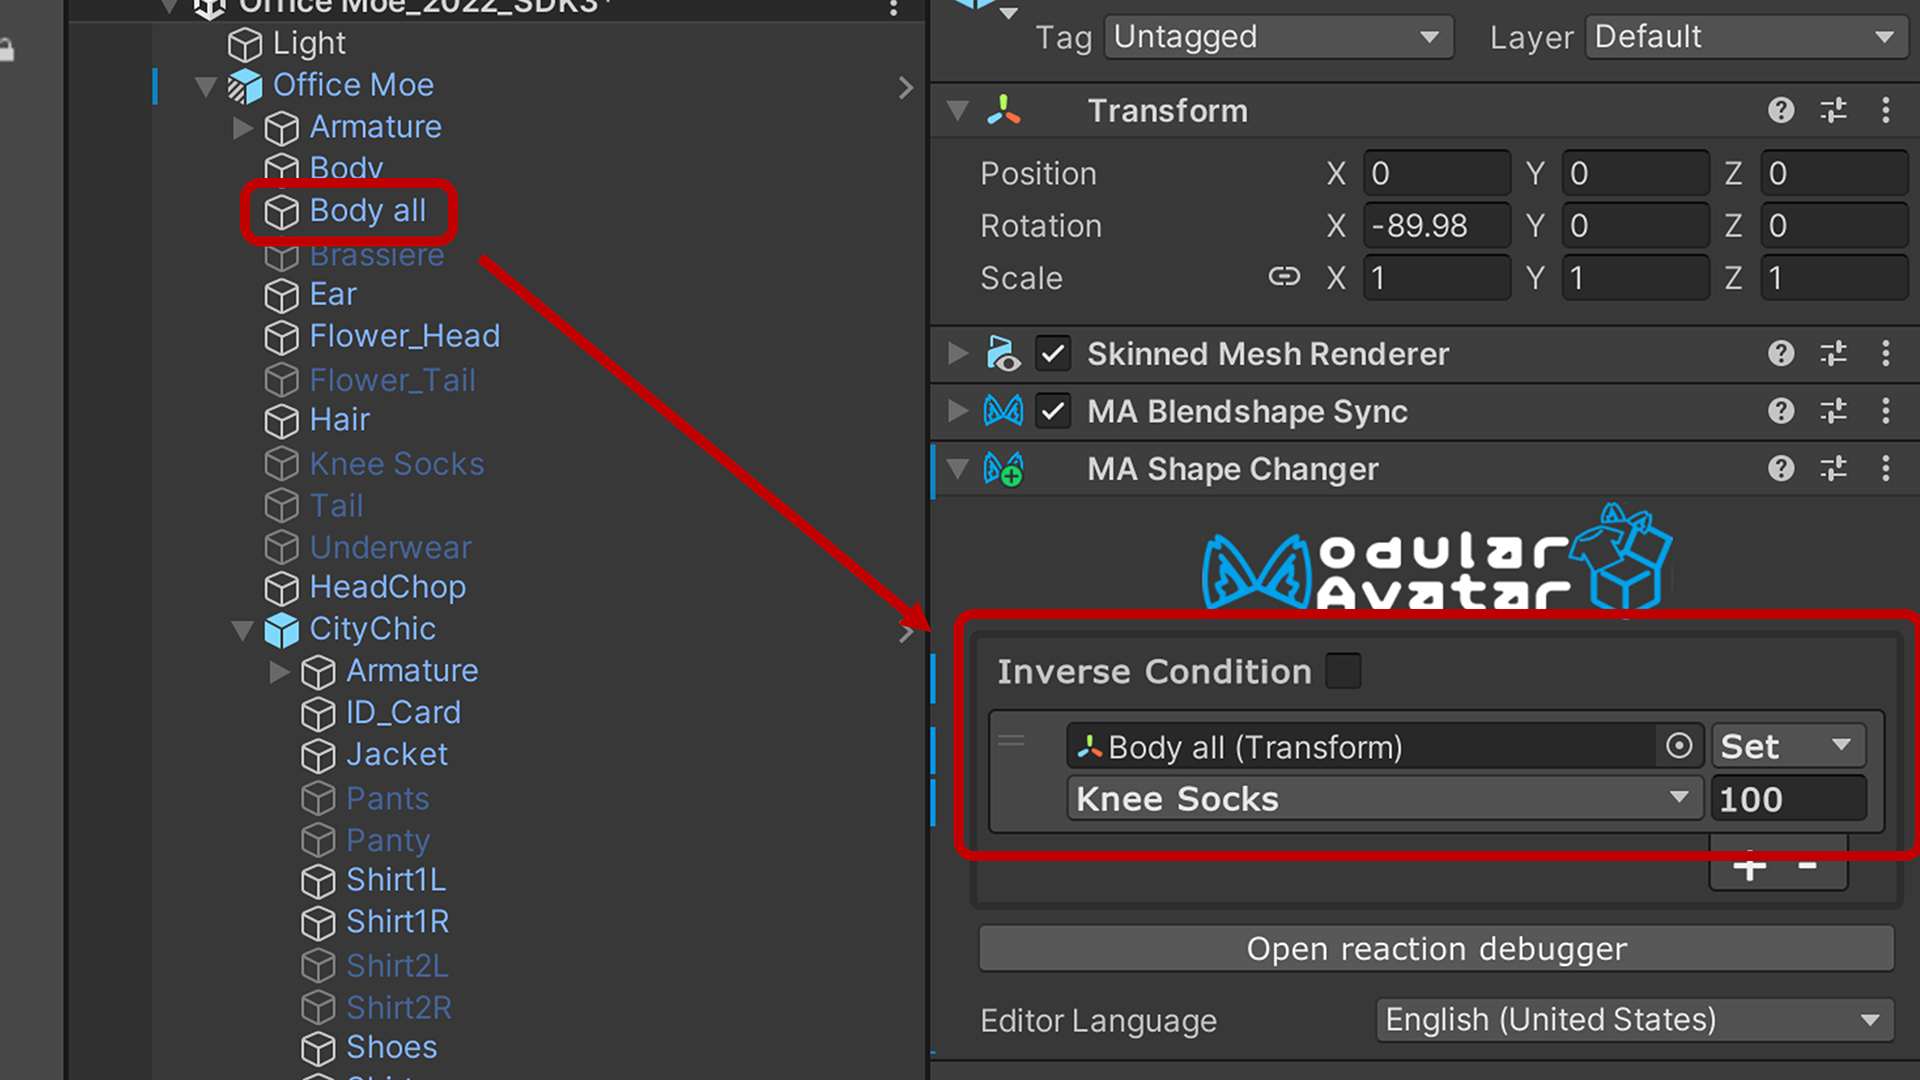 Office Moe_2022_SDK3*
Light
Office Moe
Armature
Body
Body all
Brassiere
Ear
Flower_Head
Flower_Tail
Hair
Knee Socks
Tail
Underwear
HeadChop
CityChic
Armature
ID_Card
Jacket
Pants
Panty
Shirt1L
Shirt1R
Shirt2L
Shirt2R
Shoes
Tag Untagged Layer Default
Transform
Position X 0 Y 0 Z 0
Rotation X -89.98 Y 0 Z 0
Scale X 1 Y 1 Z 1
Skinned Mesh Renderer
MA Blendshape Sync
MA Shape Changer
Modular
Avatar
Inverse Condition
Body all (Transform) Set
Knee Socks 100
+ -
Open reaction debugger
Editor Language English (United States)